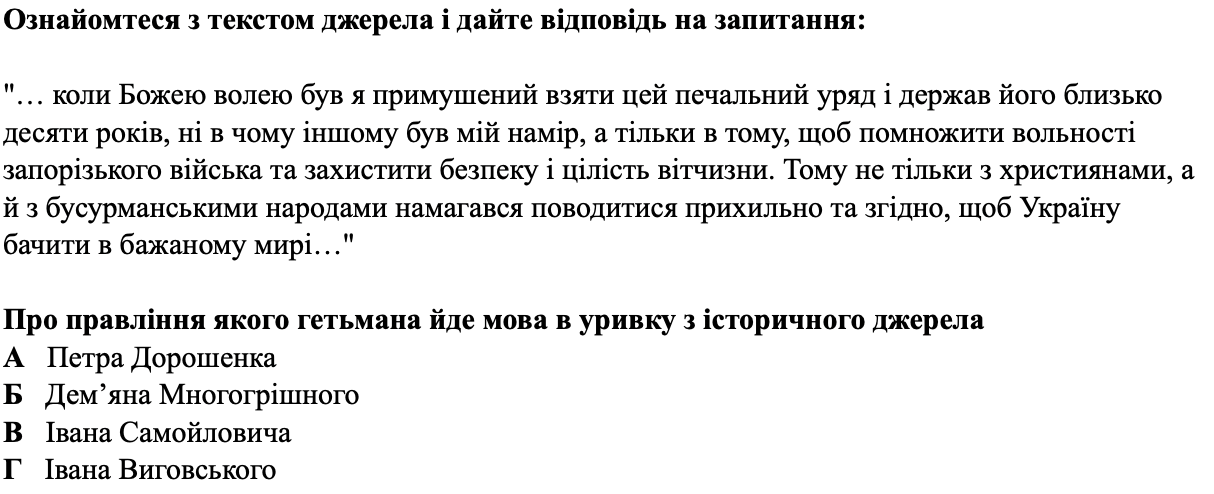 Ознайомтеся з текстом джерела і дайте відповідь на запитання:
"… коли Божею волею був я примушений взяти цей печальний уряд і держав його близько
десяти років, ні в чому іншому був мій намір, а тільки в тому, щоб помножити вольності
запорізького війська та захистити безпеку і цілість вітчизни. Тому не тільки з християнами, а
й з бусурманськими народами намагався поводитися прихильно та згідно, щоб Україну
бачити в бажаному мирі…"
Про правління якого гетьмана йде мова в уривку з історичного джерела
А Петра Дорошенка
Б Дем’яна Многогрішного
В Івана Самойловича
Г Івана Виговського